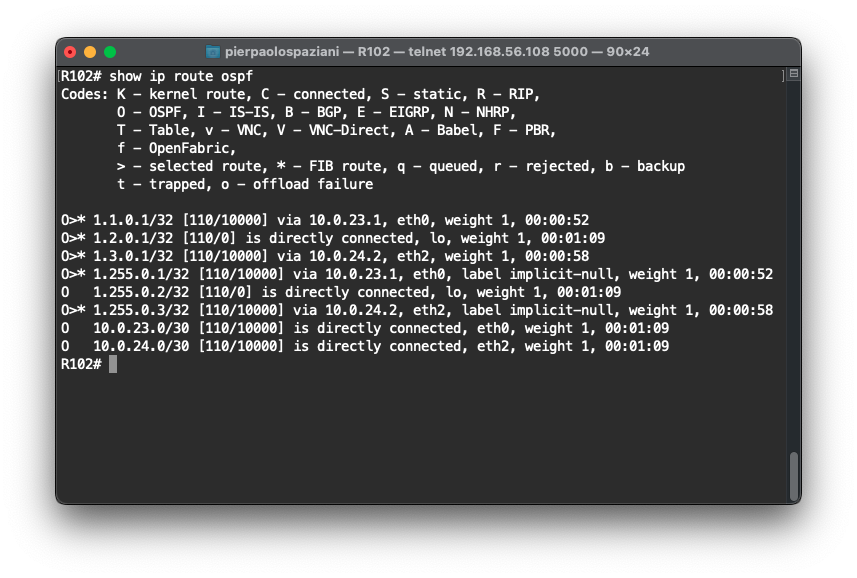 pierpaolospaziani — R102 — telnet 192.168.56.108 5000 — 90×24
[R102# show ip route ospf ]
Codes: K - kernel route, C - connected, S - static, R - RIP,
       O - OSPF, I - IS-IS, B - BGP, E - EIGRP, N - NHRP,
       T - Table, v - VNC, V - VNC-Direct, A - Babel, F - PBR,
       f - OpenFabric,
       > - selected route, * - FIB route, q - queued, r - rejected, b - backup
       t - trapped, o - offload failure

O>* 1.1.0.1/32 [110/10000] via 10.0.23.1, eth0, weight 1, 00:00:52
O>* 1.2.0.1/32 [110/0] is directly connected, lo, weight 1, 00:01:09
O>* 1.3.0.1/32 [110/10000] via 10.0.24.2, eth2, weight 1, 00:00:58
O>* 1.255.0.1/32 [110/10000] via 10.0.23.1, eth0, label implicit-null, weight 1, 00:00:52
O   1.255.0.2/32 [110/0] is directly connected, lo, weight 1, 00:01:09
O>* 1.255.0.3/32 [110/10000] via 10.0.24.2, eth2, label implicit-null, weight 1, 00:00:58
O   10.0.23.0/30 [110/10000] is directly connected, eth0, weight 1, 00:01:09
O   10.0.24.0/30 [110/10000] is directly connected, eth2, weight 1, 00:01:09
R102#